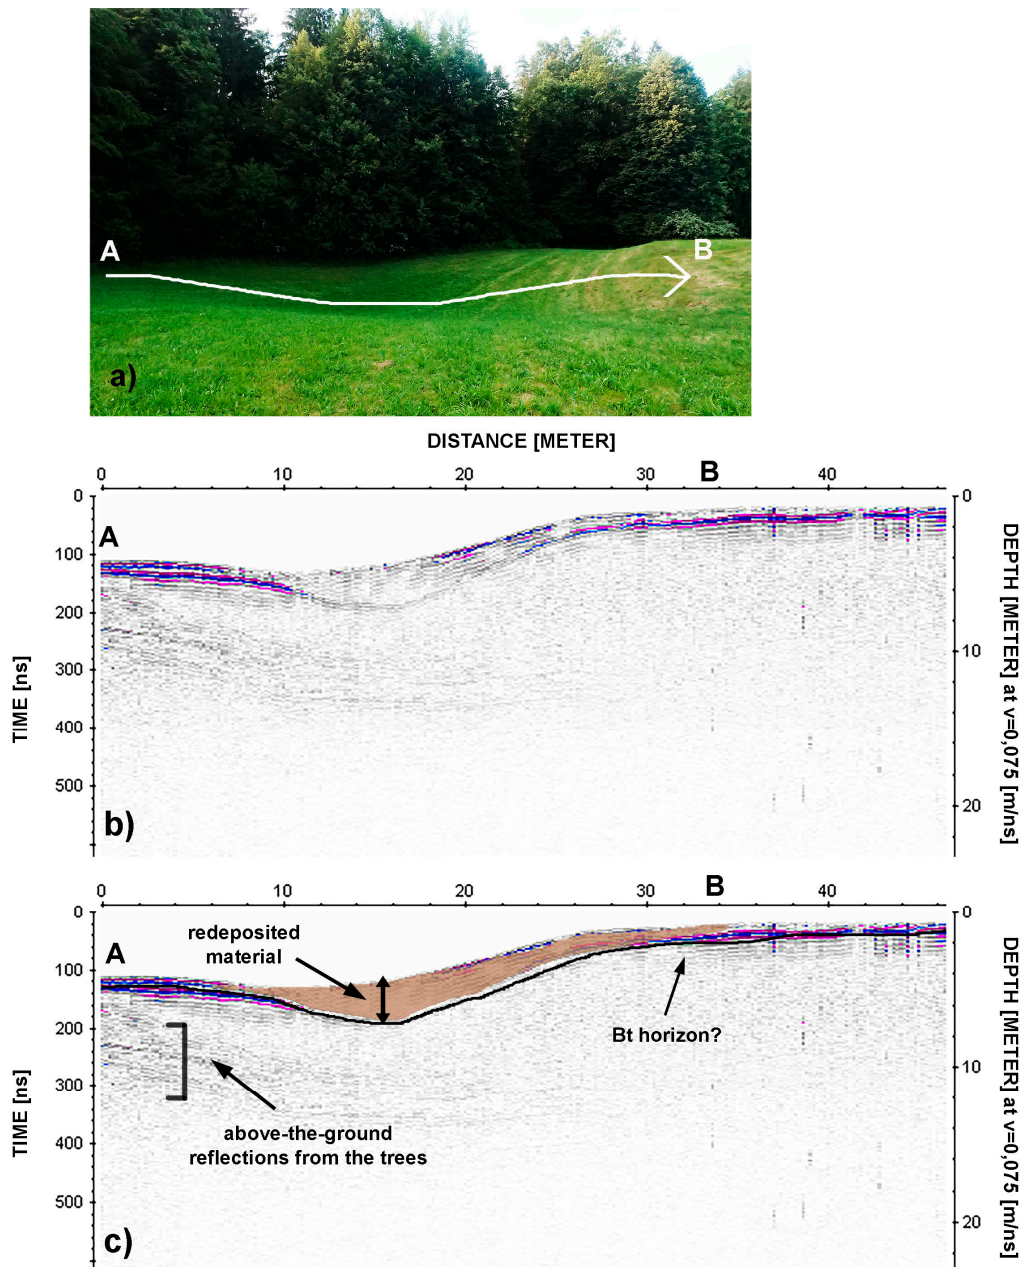 A
B
a)
DISTANCE [METER]
0 10 20 30 B 40
0 0
A
100
200
300 10
400
500
20
TIME [ns]
DEPTH [METER] at v=0,075 [m/ns]
b)
0 10 20 30 B 40
0 0
A
redeposited
material
100
200
Bt horizon?
300 10
above-the-ground
reflections from the trees
400
500
20
TIME [ns]
DEPTH [METER] at v=0,075 [m/ns]
c)